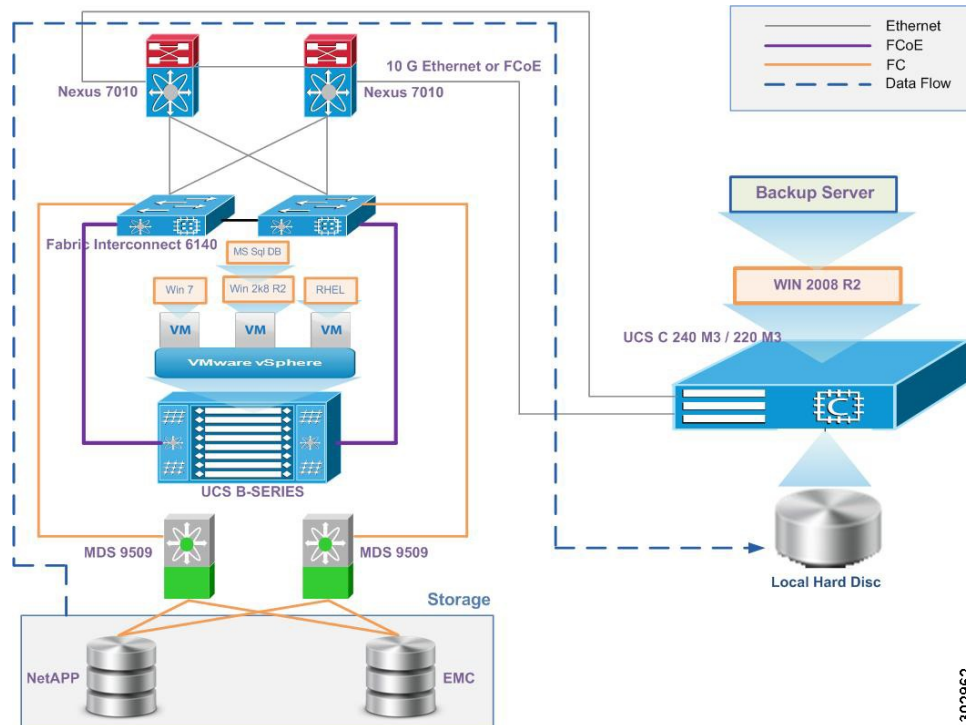 Ethernet
FCoE
FC
Data Flow
10 G Ethernet or FCoE
Nexus 7010
Nexus 7010
Backup Server
Fabric Interconnect 6140
MS Sql DB
Win 7
Win 2k8 R2
RHEL
WIN 2008 R2
VM
VM
VM
UCS C 240 M3 / 220 M3
VMware vSphere
C
UCS B-SERIES
MDS 9509
MDS 9509
Local Hard Disc
Storage
NetAPP
EMC
302962